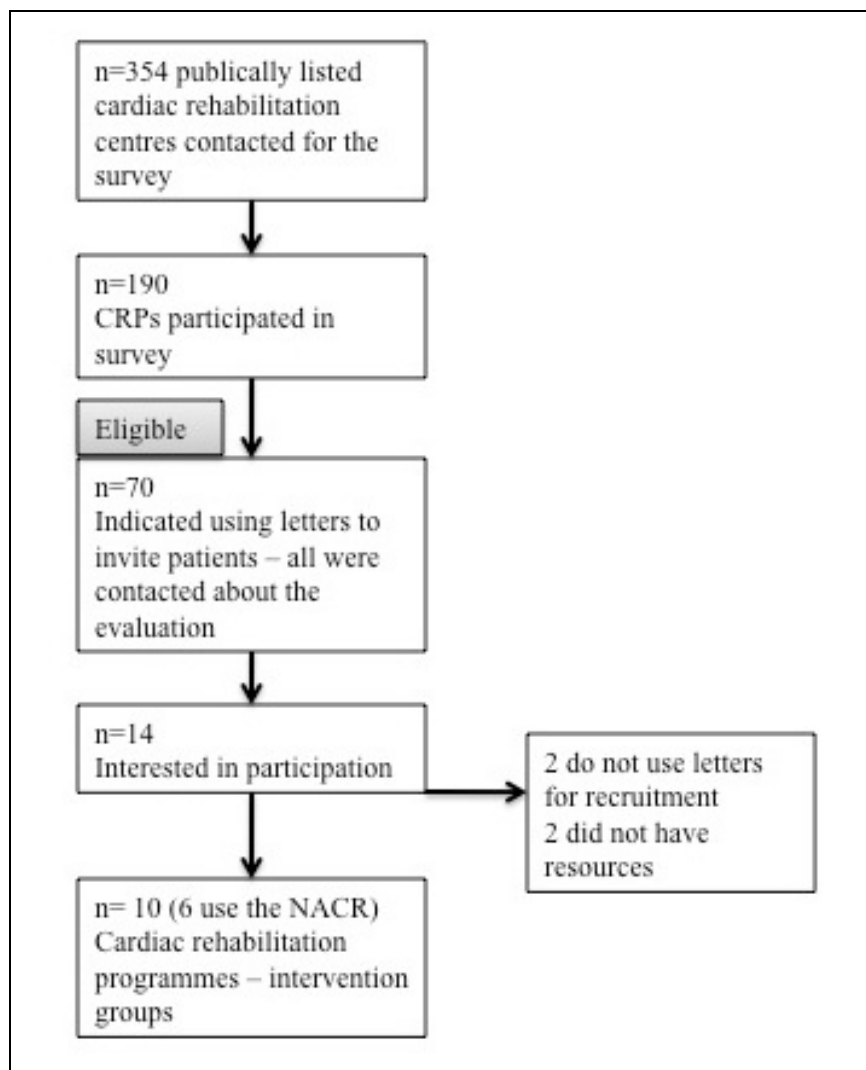 n=354 publically listed
cardiac rehabilitation
centres contacted for the
survey
n=190
CRPs participated in
survey
Eligible
n=70
Indicated using letters to
invite patients – all were
contacted about the
evaluation
n=14
Interested in participation
2 do not use letters
for recruitment
2 did not have
resources
n= 10 (6 use the NACR)
Cardiac rehabilitation
programmes – intervention
groups